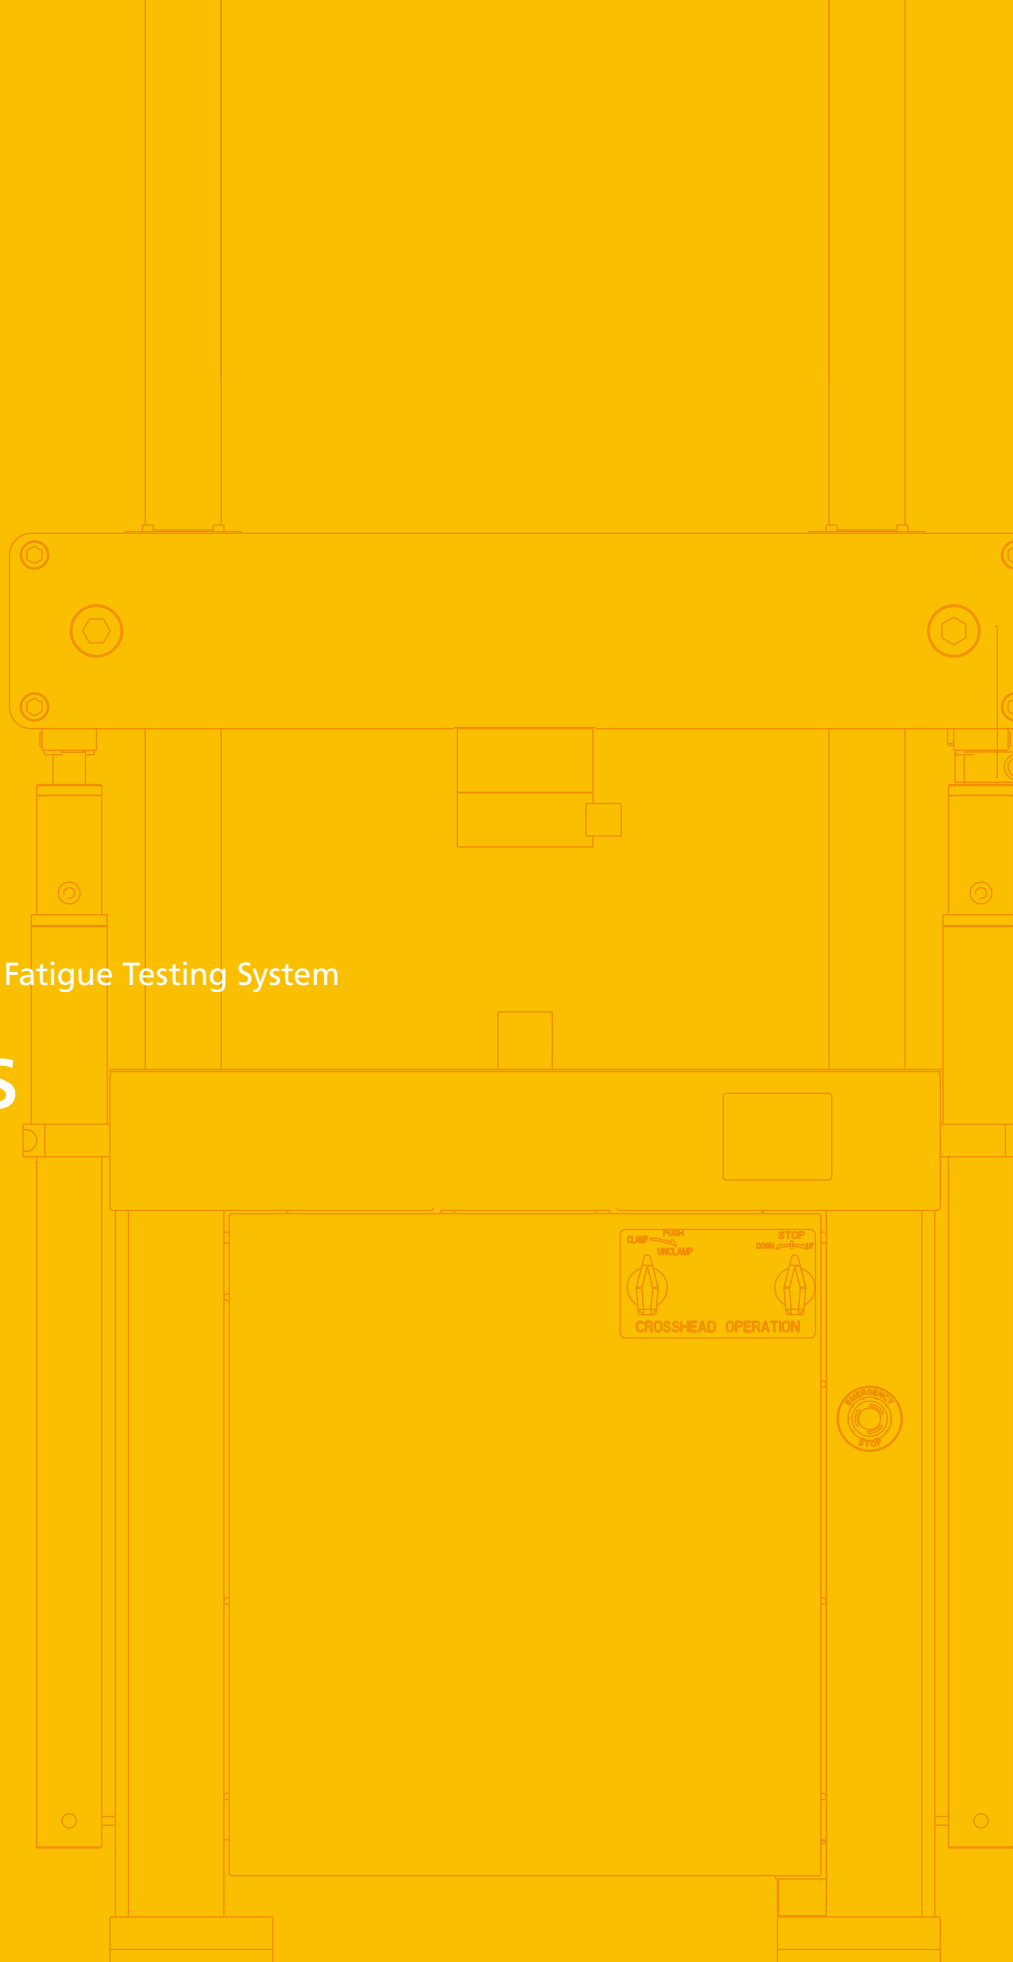 Fatigue Testing System
s
PUSH
CLAMP
UNCLAMP
STOP
DOWN UP
CROSSHEAD OPERATION
EMERGENCY
STOP